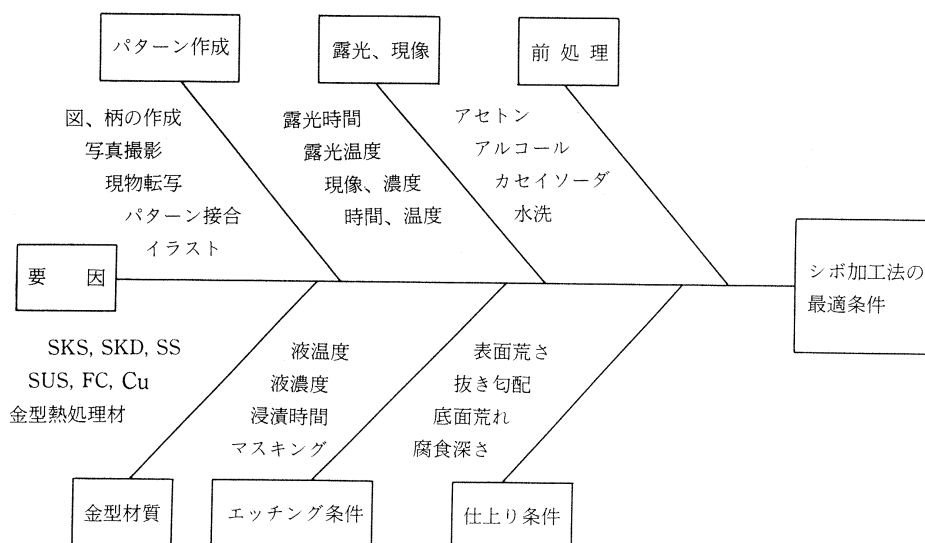 パターン作成
露光、現像
前処理
図、柄の作成
写真撮影
現物転写
パターン接合
イラスト
露光時間
露光温度
現像、濃度
時間、温度
アセトン
アルコール
カセイソーダ
水洗
要因
シボ加工法の
最適条件
SKS, SKD, SS
SUS, FC, Cu
金型熱処理材
液温度
液濃度
浸漬時間
マスキング
表面荒さ
抜き勾配
底面荒れ
腐食深さ
金型材質
エッチング条件
仕上り条件